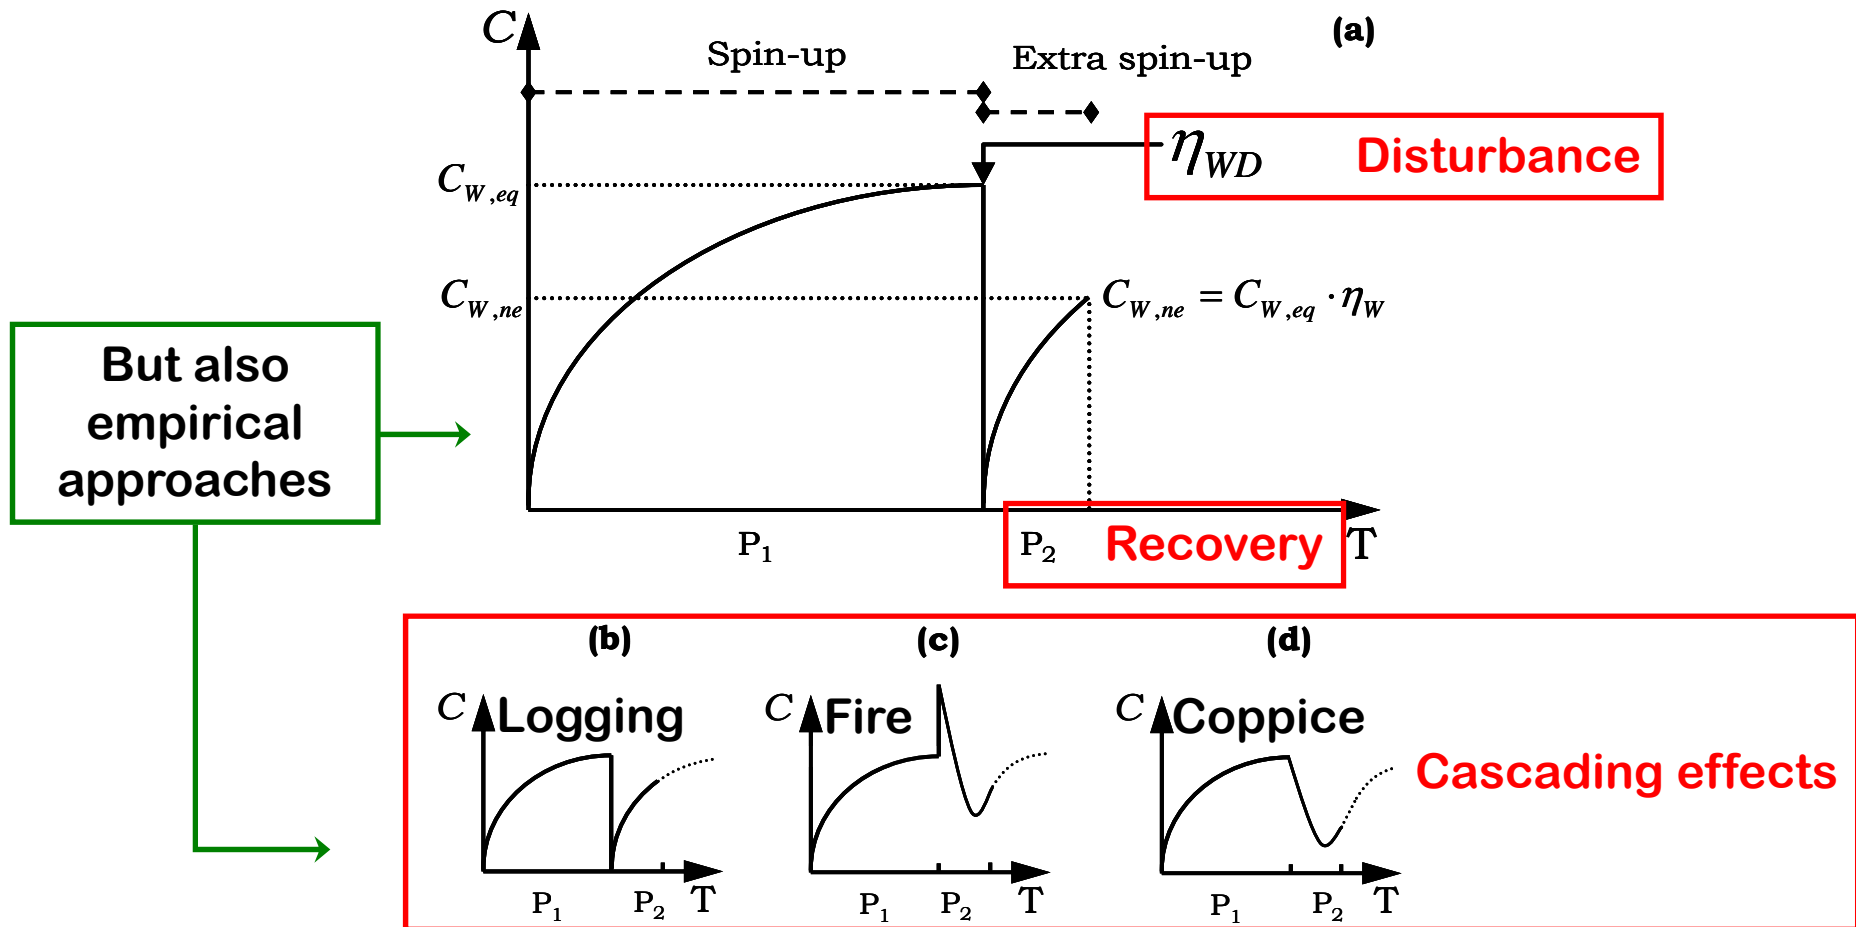 C
(a)
Spin-up
Extra spin-up
η_WD
Disturbance
C_W,eq
C_W,ne
C_W,ne = C_W,eq · η_W
But also
empirical
approaches
P₁
P₂
Recovery
T
(b)
(c)
(d)
C
Logging
C
Fire
C
Coppice
Cascading effects
P₁
P₂
T
P₁
P₂
T
P₁
P₂
T